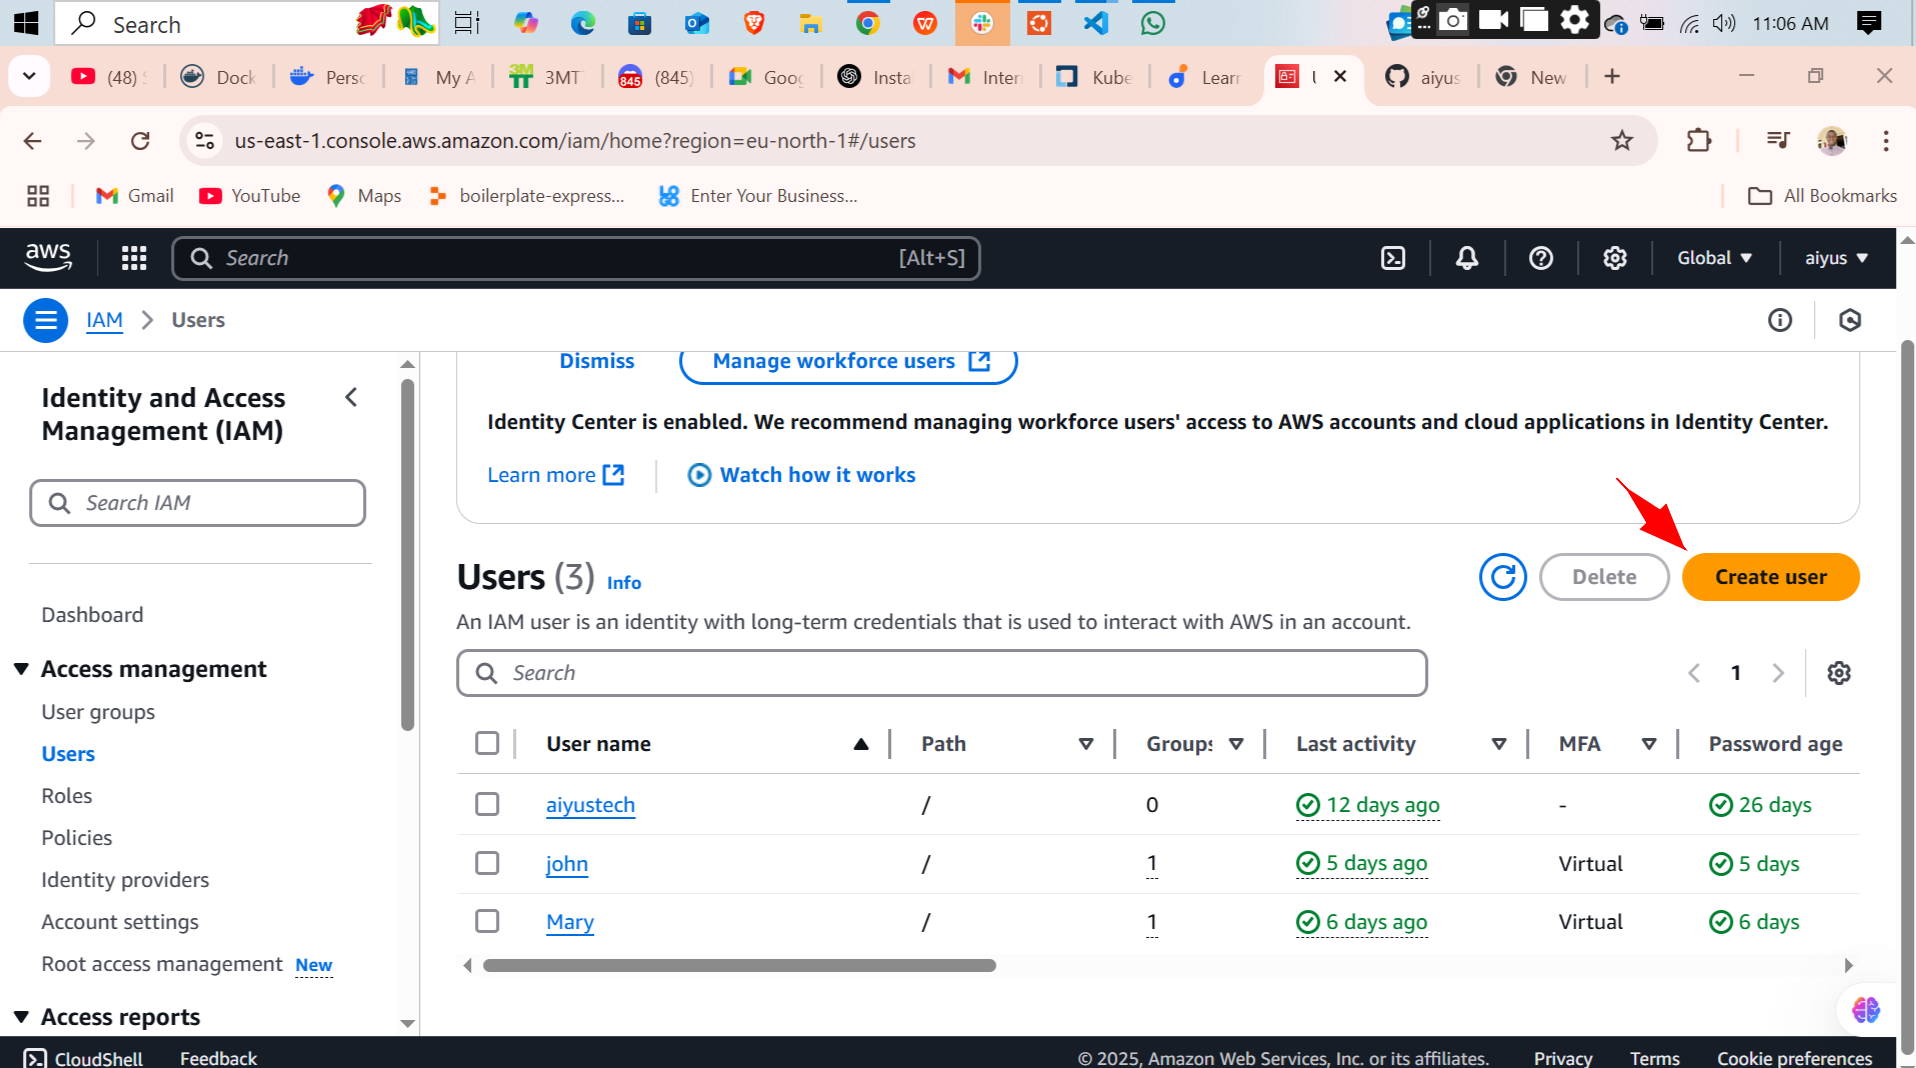 Search
11:06 AM
(48)
Dock
Perso
My A
3MT
845
(845)
Goog
Insta
Inter
Kube
Learn
aiyus
New
us-east-1.console.aws.amazon.com/iam/home?region=eu-north-1#/users
Gmail
YouTube
Maps
boilerplate-express...
Enter Your Business...
All Bookmarks
aws
Search
[Alt+S]
Global
aiyus
IAM
Users
Dismiss
Manage workforce users
Identity and Access
Management (IAM)
Identity Center is enabled. We recommend managing workforce users' access to AWS accounts and cloud applications in Identity Center.
Learn more
Watch how it works
Search IAM
Dashboard
Access management
User groups
Users
Roles
Policies
Identity providers
Account settings
Root access management New
Access reports
Users (3) Info
Delete
Create user
An IAM user is an identity with long-term credentials that is used to interact with AWS in an account.
Search
1
User name Path Groups Last activity MFA Password age
aiyustech / 0 12 days ago - 26 days
john / 1 5 days ago Virtual 5 days
Mary / 1 6 days ago Virtual 6 days
CloudShell Feedback © 2025, Amazon Web Services, Inc. or its affiliates. Privacy Terms Cookie preferences